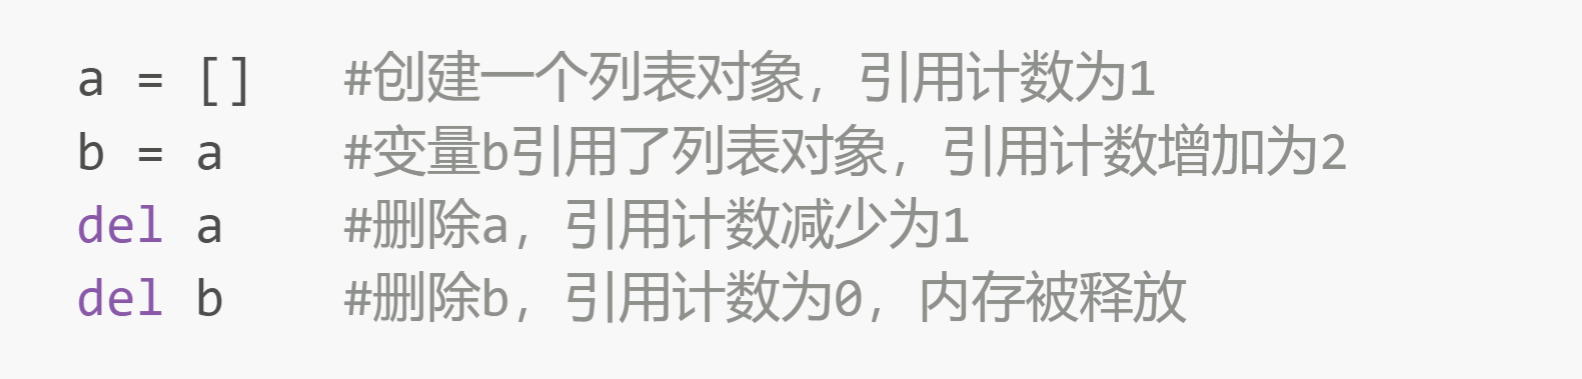 a = []   #创建一个列表对象，引用计数为1
b = a    #变量b引用了列表对象，引用计数增加为2
del a    #删除a，引用计数减少为1
del b    #删除b，引用计数为0，内存被释放